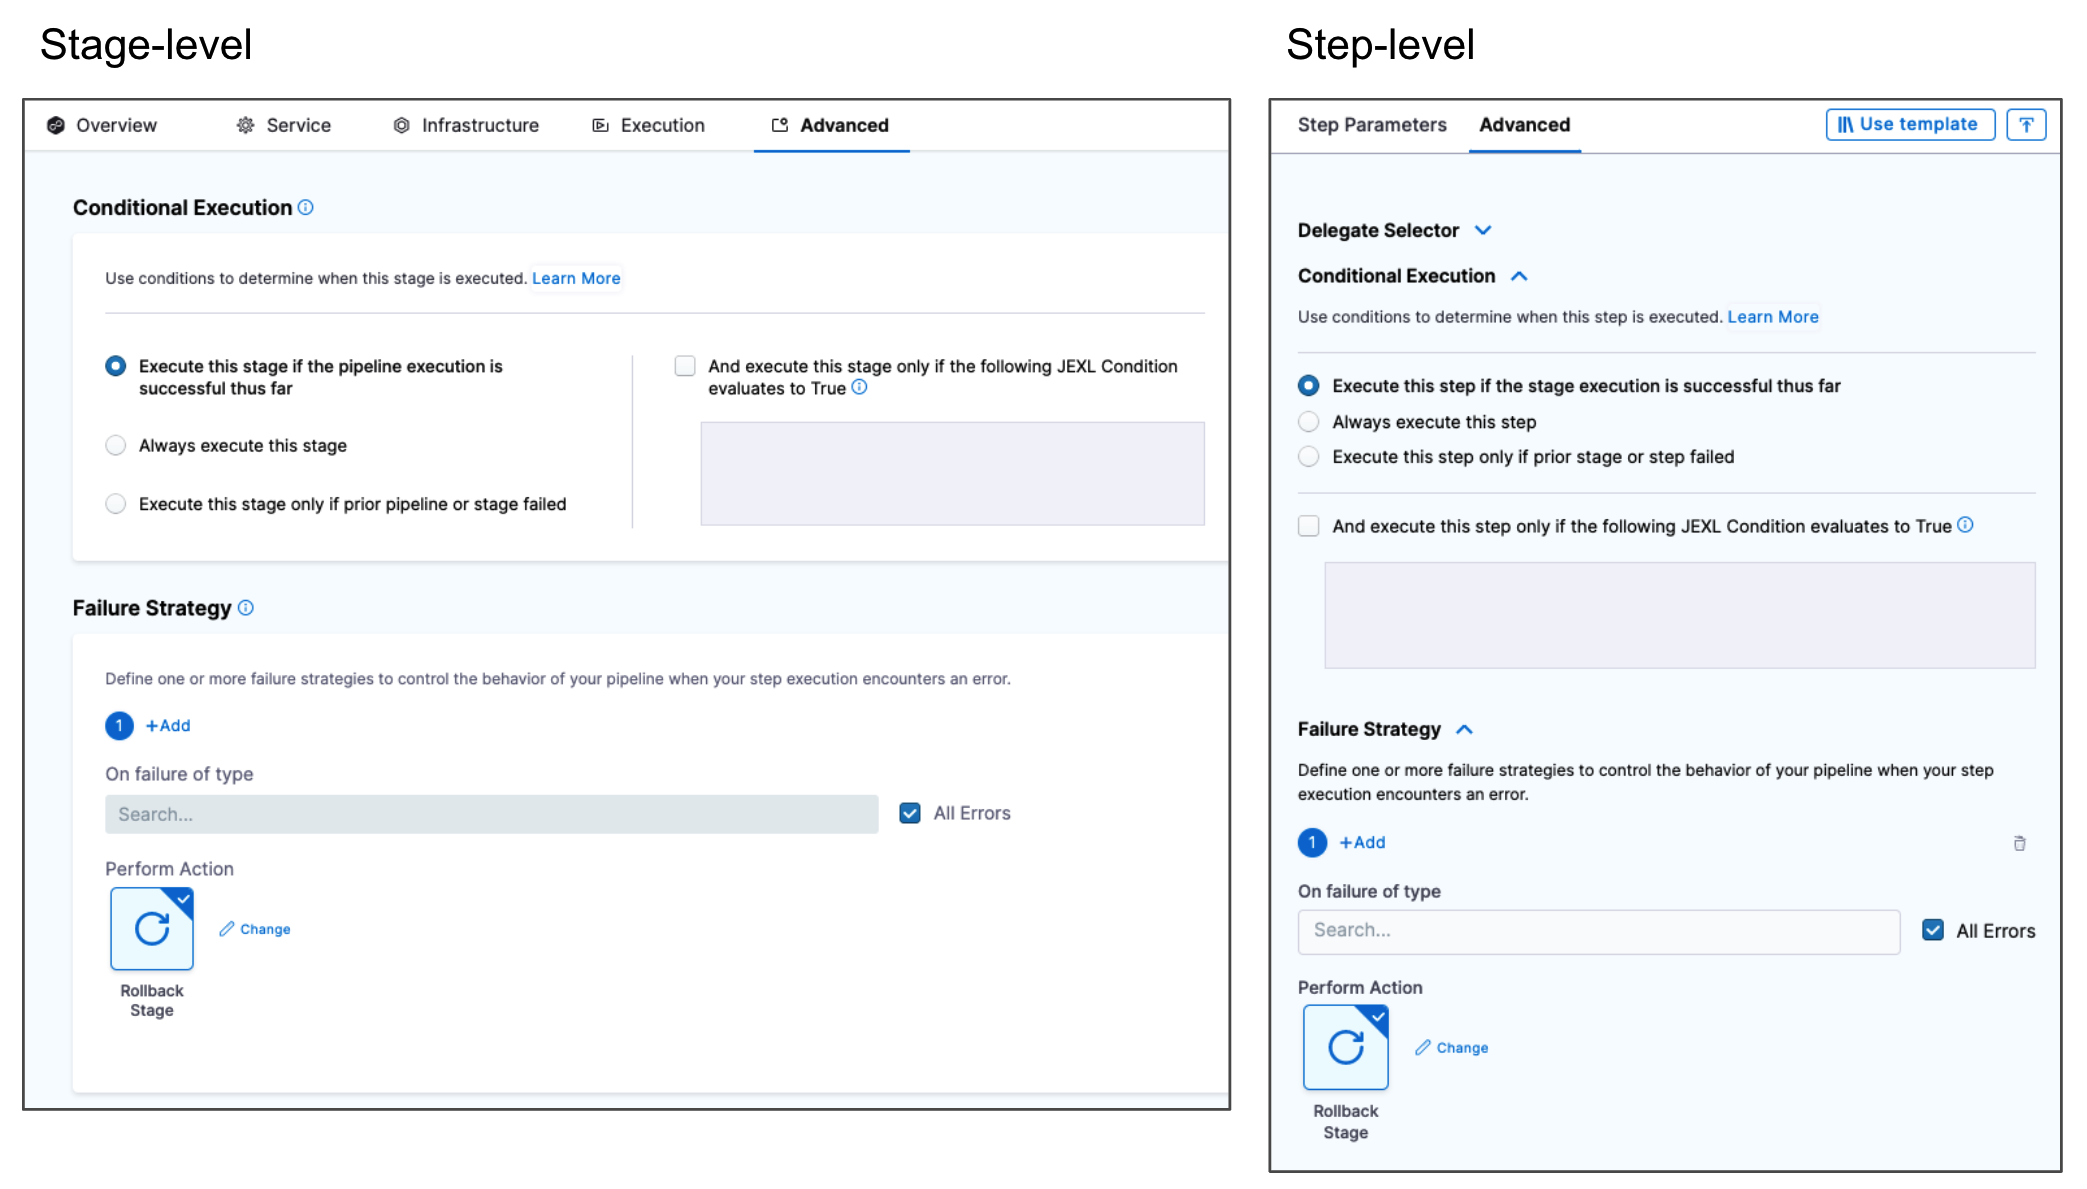 Stage-level
Overview
Service
Infrastructure
Execution
Advanced
Conditional Execution
Use conditions to determine when this stage is executed. Learn More
Execute this stage if the pipeline execution is
successful thus far
Always execute this stage
Execute this stage only if prior pipeline or stage failed
And execute this stage only if the following JEXL Condition
evaluates to True
Failure Strategy
Define one or more failure strategies to control the behavior of your pipeline when your step execution encounters an error.
1 +Add
On failure of type
Search...
All Errors
Perform Action
Change
Rollback
Stage
Step-level
Step Parameters
Advanced
Use template
Delegate Selector
Conditional Execution
Use conditions to determine when this step is executed. Learn More
Execute this step if the stage execution is successful thus far
Always execute this step
Execute this step only if prior stage or step failed
And execute this step only if the following JEXL Condition evaluates to True
Failure Strategy
Define one or more failure strategies to control the behavior of your pipeline when your step
execution encounters an error.
1 +Add
On failure of type
Search...
All Errors
Perform Action
Change
Rollback
Stage